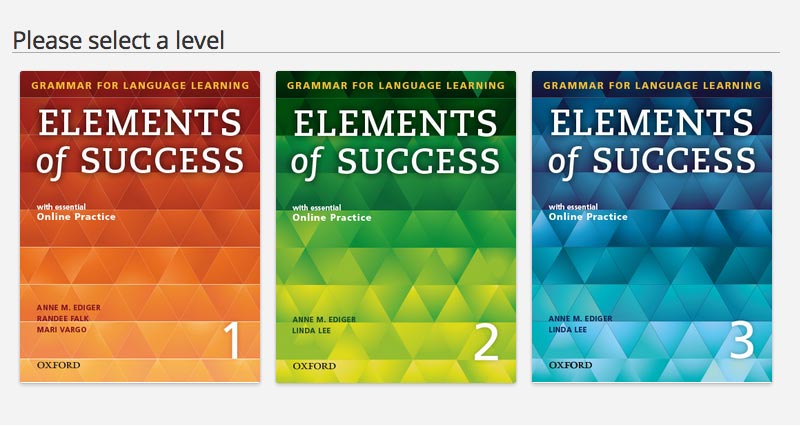 Please select a level
GRAMMAR FOR LANGUAGE LEARNING
ELEMENTS
of SUCCESS
with essential
Online Practice
ANNE M. EDIGER
RANDEE FALK
MARI VARGO
1
OXFORD
GRAMMAR FOR LANGUAGE LEARNING
ELEMENTS
of SUCCESS
with essential
Online Practice
ANNE M. EDIGER
LINDA LEE
2
OXFORD
GRAMMAR FOR LANGUAGE LEARNING
ELEMENTS
of SUCCESS
with essential
Online Practice
ANNE M. EDIGER
LINDA LEE
3
OXFORD